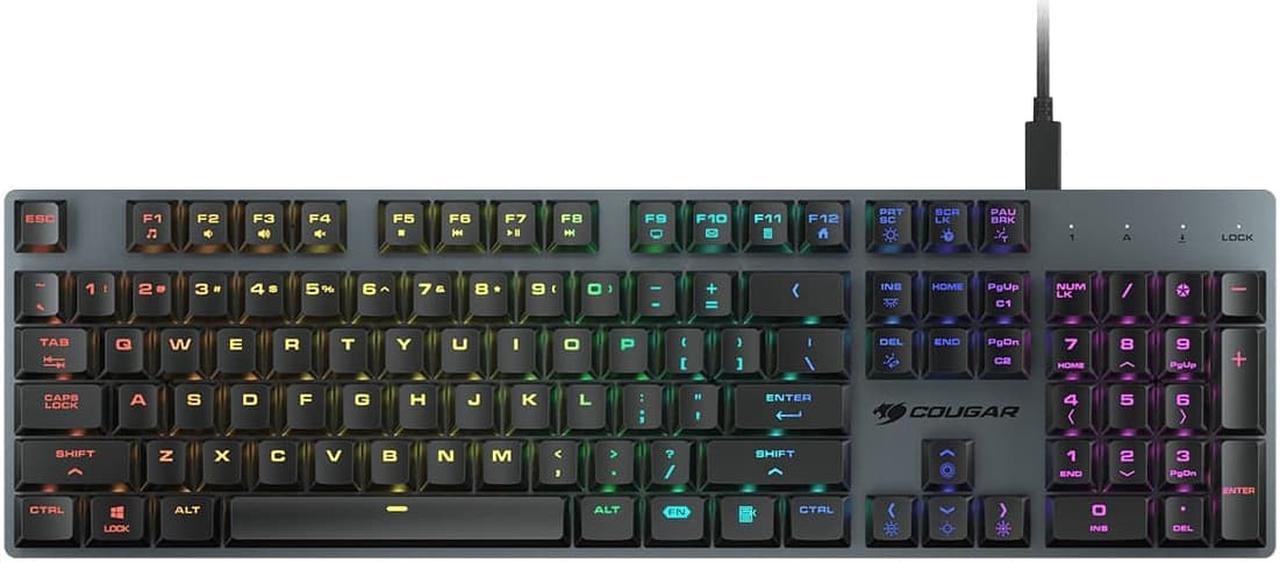 ESC F1 F2 F3 F4 F5 F6 F7 F8 F9 F10 F11 F12 PRT SC SCR LK PAU BRK 1 A LOCK
~ 1 ! 2 @ 3 # 4 $ 5 % 6 ^ 7 & 8 * 9 ( 0 ) - = + INS HOME PgUp C1 NUM LK / * -
TAB Q W E R T Y U I O P { [ } ] | \ DEL END PgDn C2 7 HOME 8 9 PgUp +
CAPS LOCK A S D F G H J K L : ; " ' ENTER COUGAR 4 5 6
SHIFT Z X C V B N M < , > . ? / SHIFT 1 END 2 3 PgDn ENTER
CTRL LOCK ALT ALT FN CTRL 0 INS . DEL